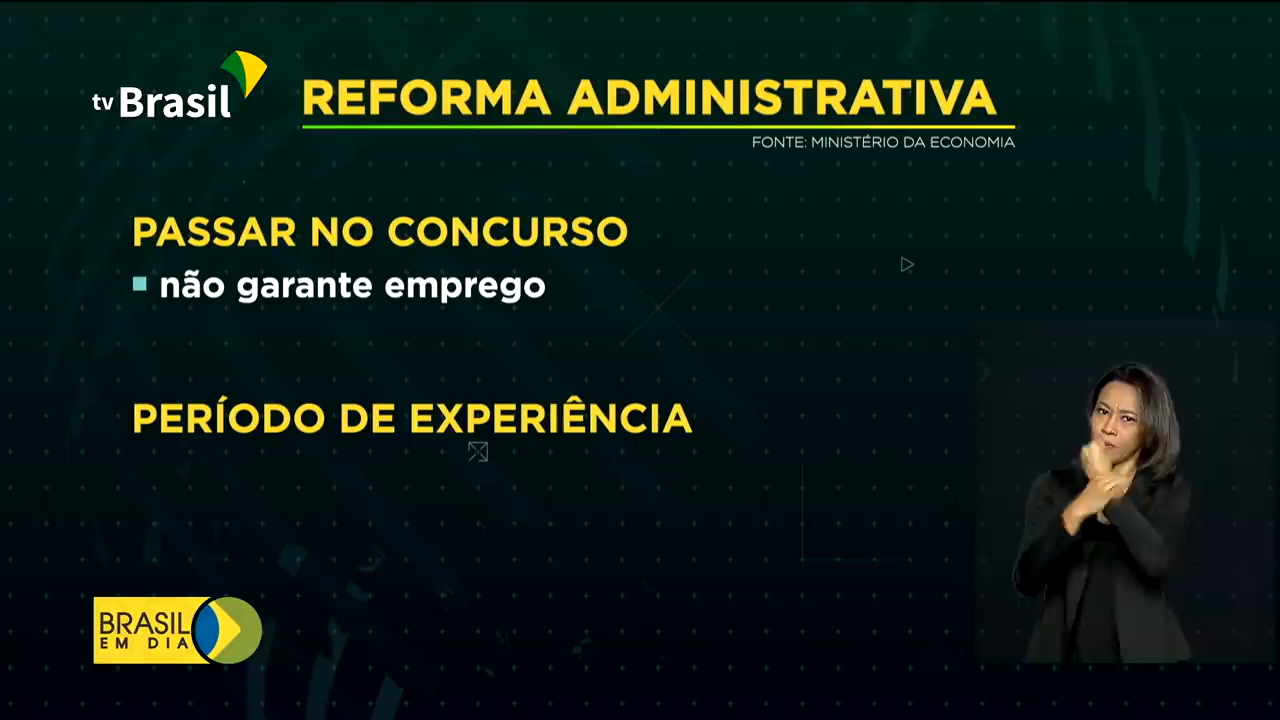 tv Brasil
REFORMA ADMINISTRATIVA
FONTE: MINISTÉRIO DA ECONOMIA
PASSAR NO CONCURSO
não garante emprego
PERÍODO DE EXPERIÊNCIA
BRASIL
EM DIA